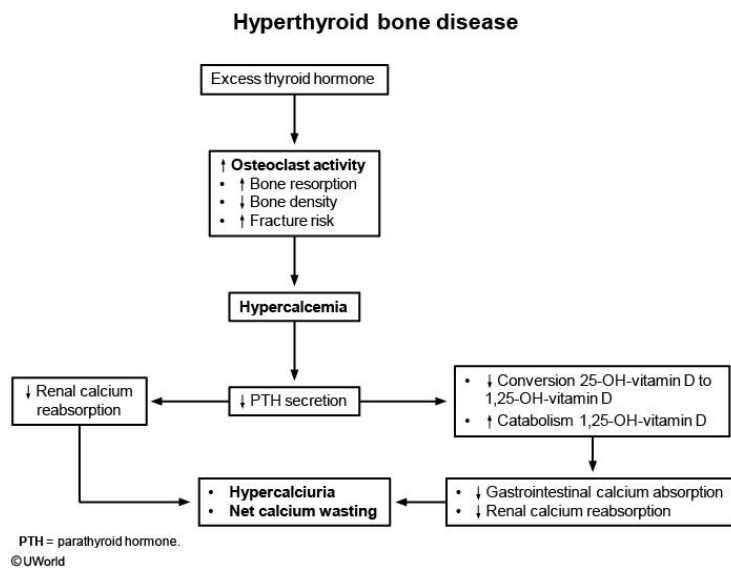 Hyperthyroid bone disease
Excess thyroid hormone
↑ Osteoclast activity
• ↑ Bone resorption
• ↓ Bone density
• ↑ Fracture risk
Hypercalcemia
↓ Renal calcium
reabsorption
↓ PTH secretion
• ↓ Conversion 25-OH-vitamin D to
1,25-OH-vitamin D
• ↑ Catabolism 1,25-OH-vitamin D
• Hypercalciuria
• Net calcium wasting
• ↓ Gastrointestinal calcium absorption
• ↓ Renal calcium reabsorption
PTH = parathyroid hormone.
©UWorld